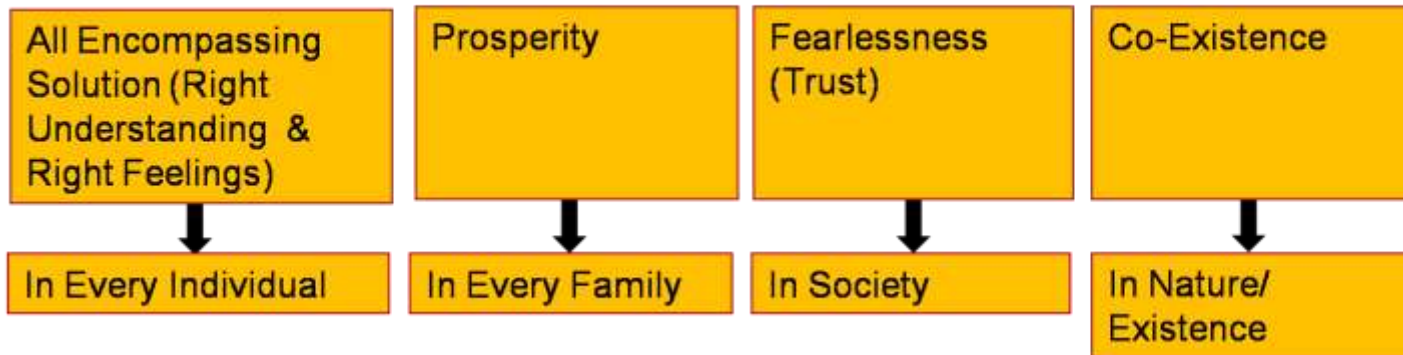 All Encompassing
Solution (Right
Understanding &
Right Feelings)
Prosperity
Fearlessness
(Trust)
Co-Existence
In Every Individual
In Every Family
In Society
In Nature/
Existence